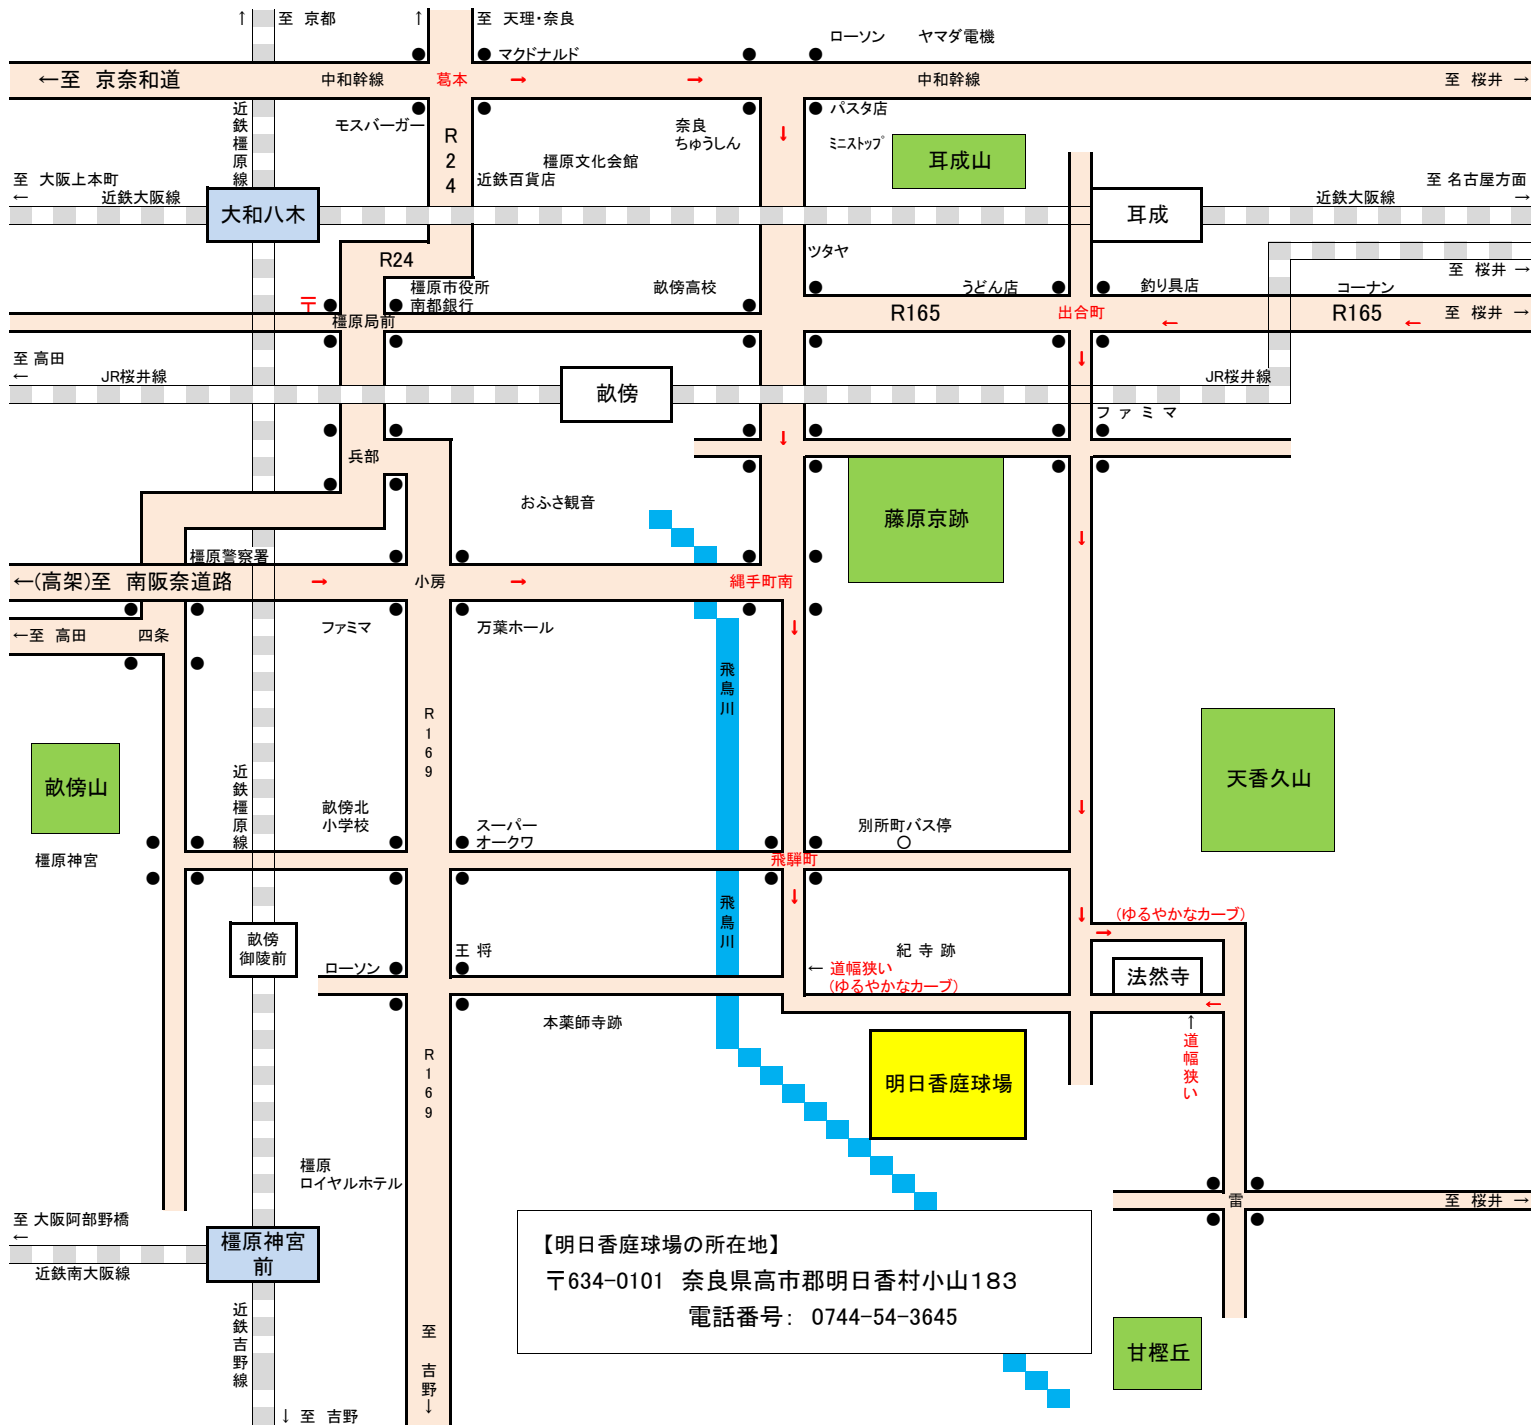 ↑ 至 京都
↑ 至 天理・奈良
ローソン ヤマダ電機
マクドナルド
←至 京奈和道
中和幹線
葛本
→
→
中和幹線
至 桜井 →
近鉄橿原線
モスバーガー
R24
奈良
ちゅうしん
↓
パスタ店
ミニストップ
耳成山
橿原文化会館
近鉄百貨店
至 大阪上本町
←
近鉄大阪線
大和八木
耳成
至 名古屋方面
→
近鉄大阪線
R24
ツタヤ
橿原市役所
南都銀行
畝傍高校
うどん店
釣り具店
コーナン
至 桜井 →
〒
橿原局前
R165
出合町
←
R165
←
至 桜井 →
至 高田
←
JR桜井線
畝傍
↓
JR桜井線
ファミマ
↓
兵部
おふさ観音
藤原京跡
↓
橿原警察署
←(高架)至 南阪奈道路
→
小房
→
縄手町南
←至 高田
四条
ファミマ
万葉ホール
↓
飛鳥川
R169
畝傍山
近鉄橿原線
天香久山
畝傍北
小学校
スーパー
オークワ
別所町バス停
○
↓
橿原神宮
飛騨町
↓
飛鳥川
↓
(ゆるやかなカーブ)
→
畝傍
御陵前
ローソン
王将
紀寺跡
← 道幅狭い
(ゆるやかなカーブ)
法然寺
←
本薬師寺跡
↑
道幅狭い
R169
明日香庭球場
橿原
ロイヤルホテル
雷
至 桜井 →
至 大阪阿部野橋
←
橿原神宮
前
近鉄南大阪線
【明日香庭球場の所在地】
〒634-0101 奈良県高市郡明日香村小山183
電話番号： 0744-54-3645
近鉄吉野線
至 吉野↓
甘樫丘
↓ 至 吉野